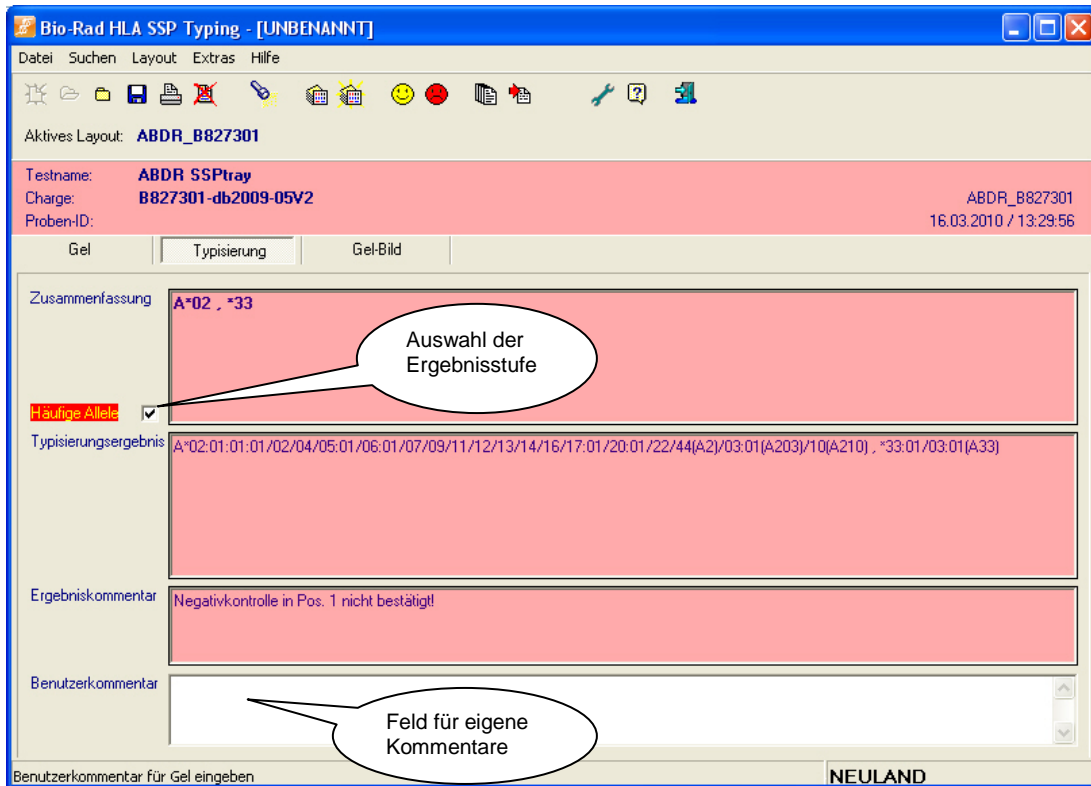 Bio-Rad HLA SSP Typing - [UNBENANNT]
Datei Suchen Layout Extras Hilfe
Aktives Layout: ABDR_B827301
Testname: ABDR SSPtray
Charge: B827301-db2009-05V2 ABDR_B827301
Proben-ID: 16.03.2010 / 13:29:56
Gel Typisierung Gel-Bild
Zusammenfassung A*02 , *33
Auswahl der
Ergebnisstufe
Häufige Allele
Typisierungsergebnis A*02:01:01:01/02/04/05:01/06:01/07/09/11/12/13/14/16/17:01/20:01/22/44(A2)/03:01(A203)/10(A210) , *33:01/03:01(A33)
Ergebniskommentar Negativkontrolle in Pos. 1 nicht bestätigt!
Benutzerkommentar
Feld für eigene
Kommentare
Benutzerkommentar für Gel eingeben NEULAND